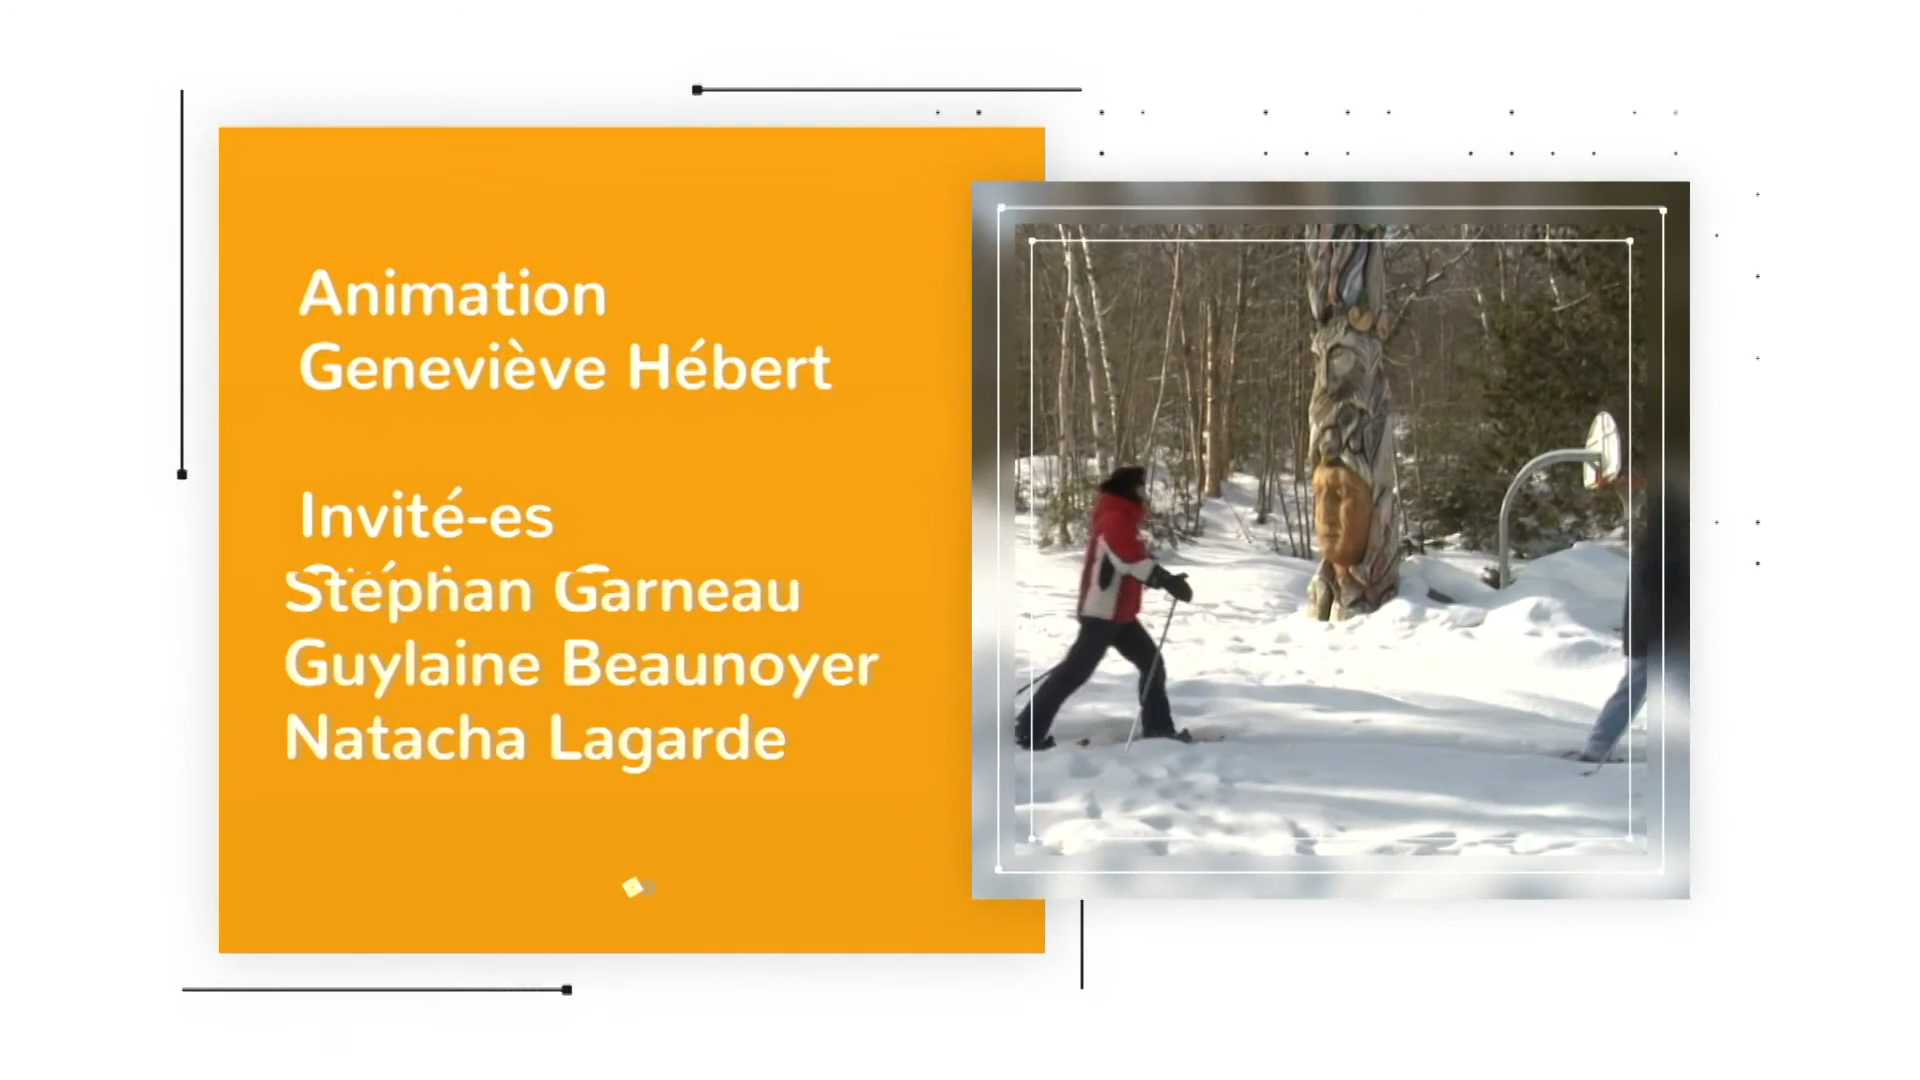 Animation
Geneviève Hébert
Invité-es
Stéphan Garneau
Guylaine Beaunoyer
Natacha Lagarde